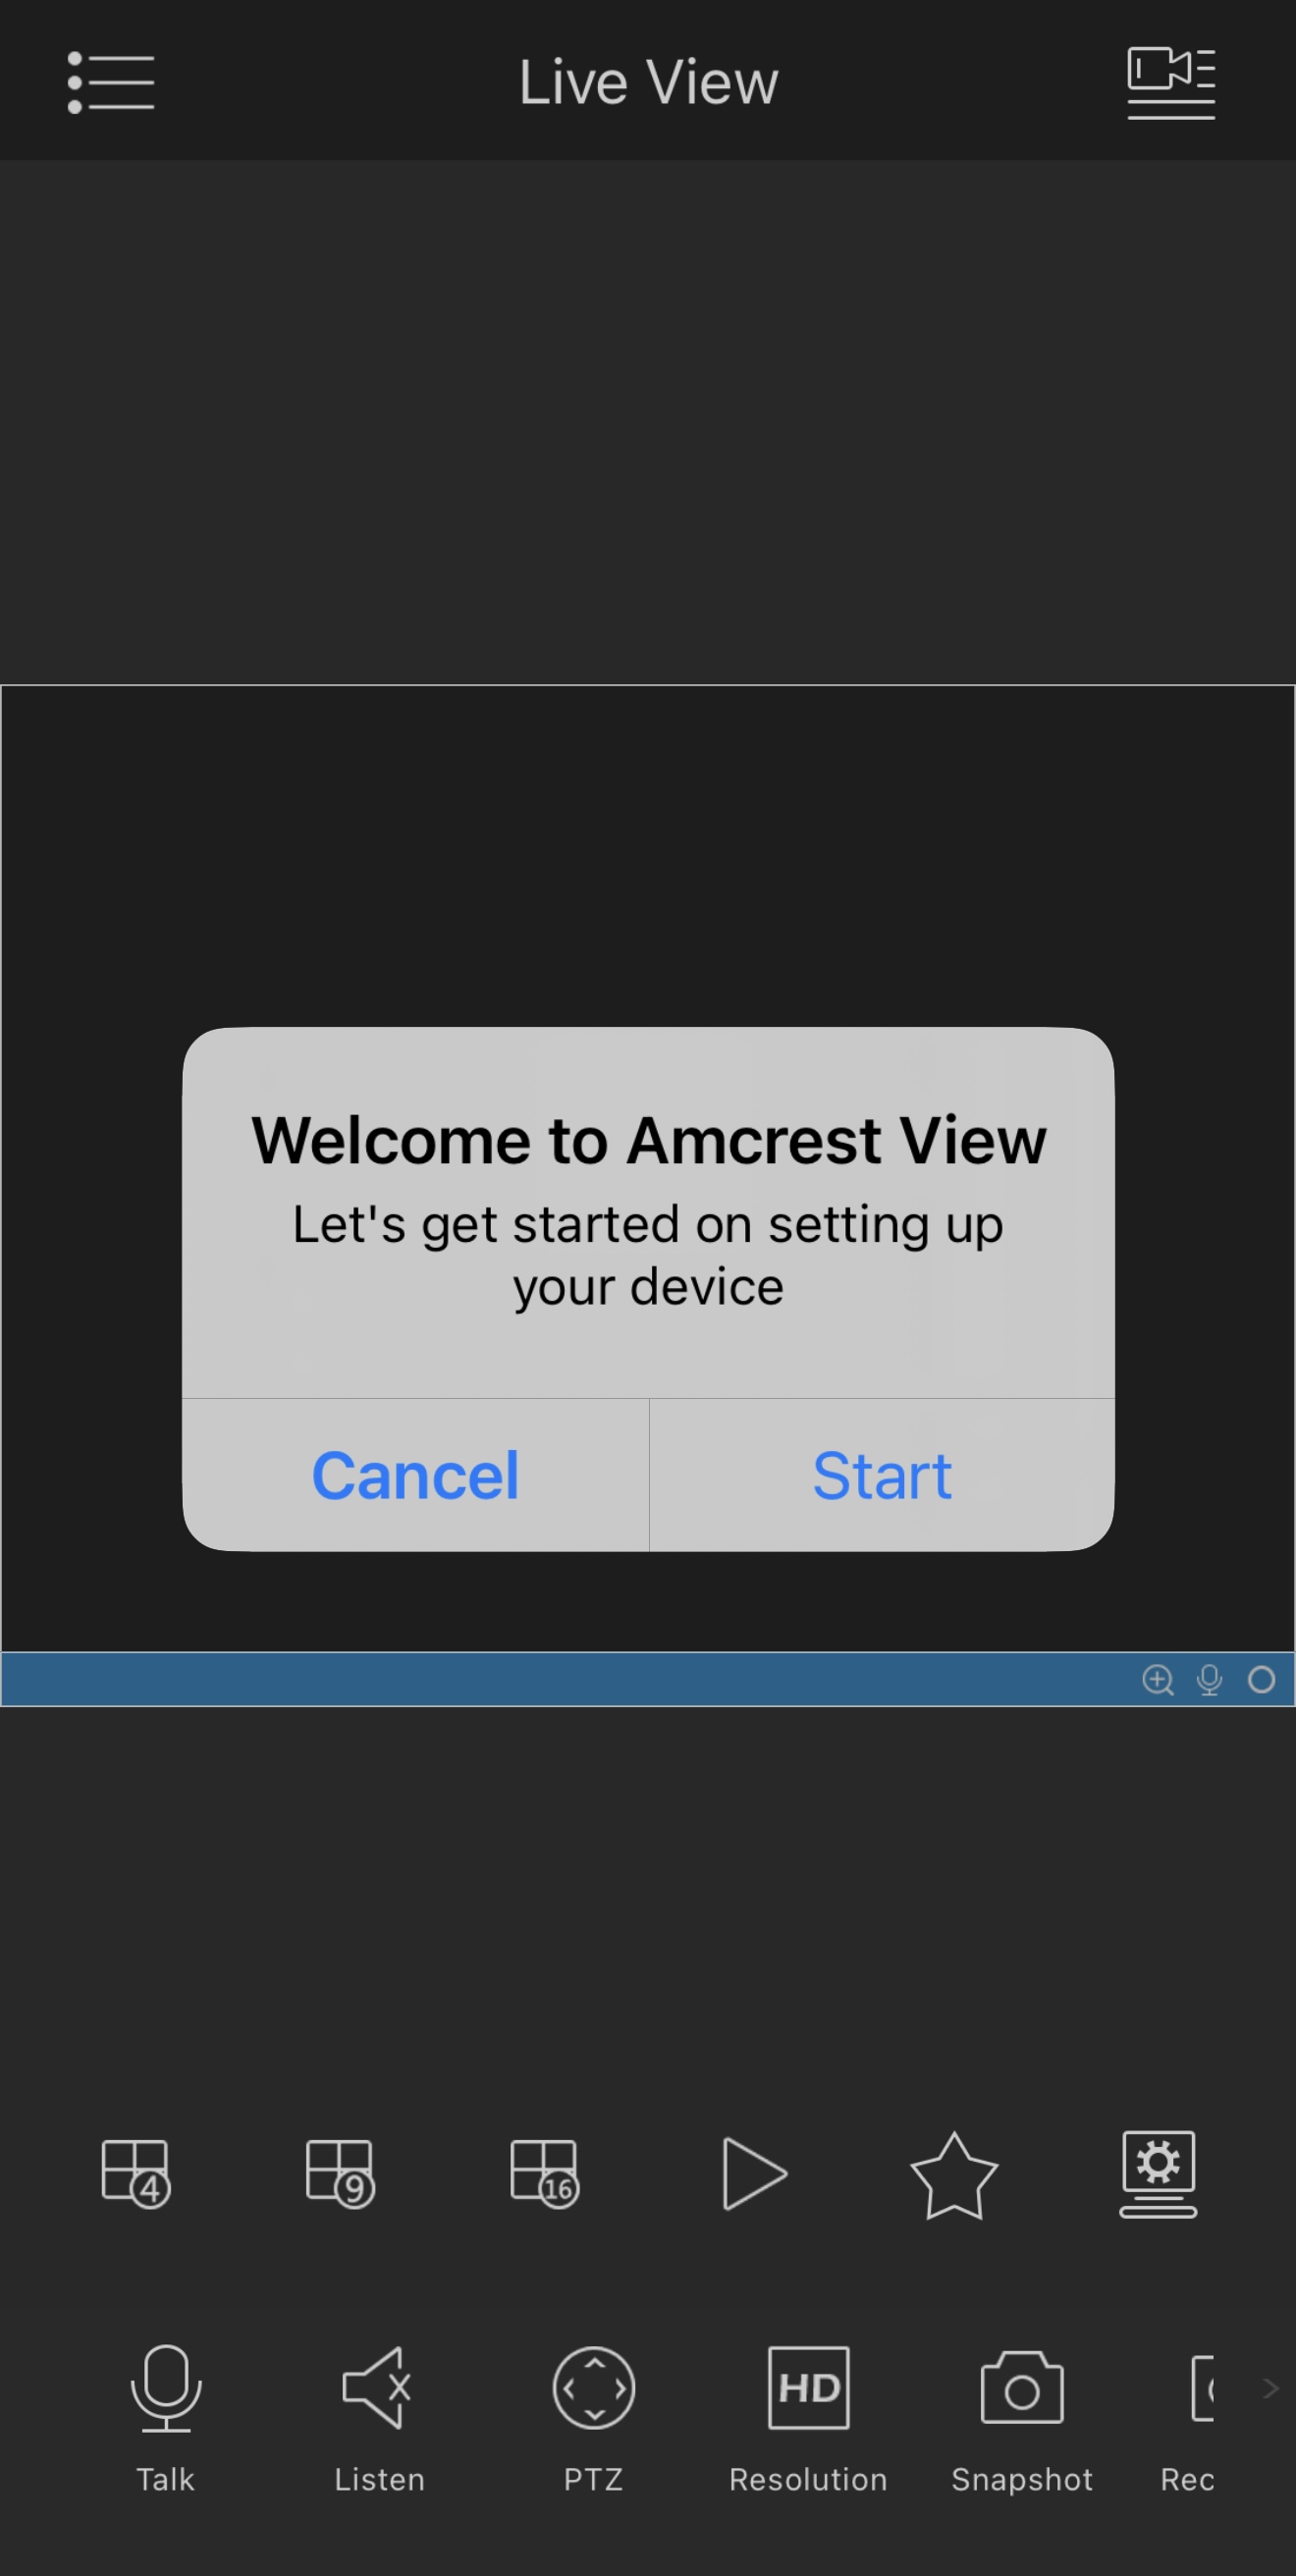 Live View
Welcome to Amcrest View
Let's get started on setting up
your device
Cancel Start
4 9 16
HD
Talk Listen PTZ Resolution Snapshot Rec